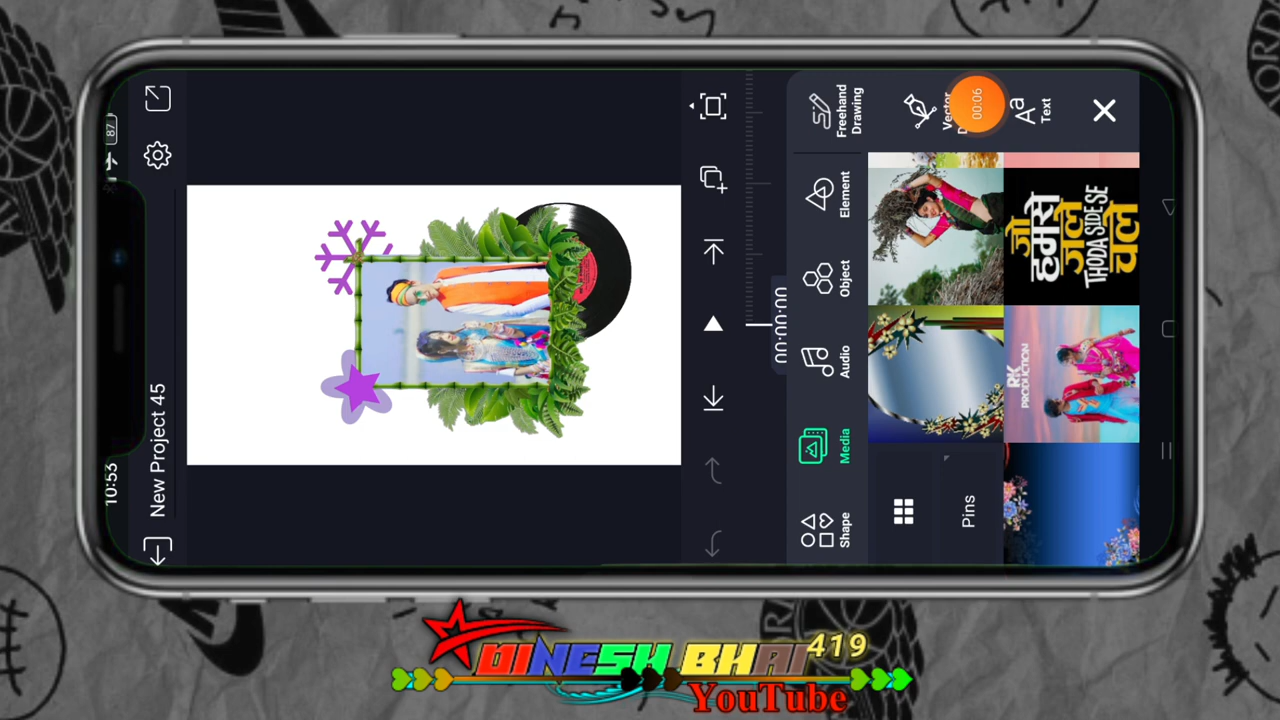 10:53
87
New Project 45
00:00:00
Shape
Media
Audio
Object
Element
Freehand
Drawing
Vector
Text
00:06
Pins
जो
हमसे
जले
THODA SIDE SE
चले
RK
PRODUCTION
DINESH BHAI 419
YouTube